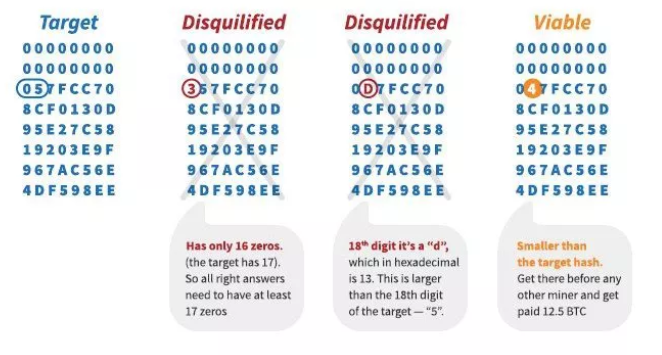 Target
00000000
00000000
057FCC70
8CF0130D
95E27C58
19203E9F
967AC56E
4DF598EE
Disquilified
00000000
00000000
357FCC70
8CF0130D
95E27C58
19203E9F
967AC56E
4DF598EE
Has only 16 zeros.
(the target has 17).
So all right answers
need to have at least
17 zeros
Disquilified
00000000
00000000
0D7FCC70
8CF0130D
95E27C58
19203E9F
967AC56E
4DF598EE
18th digit it's a “d”,
which in hexadecimal
is 13. This is larger
than the 18th digit
of the target — “5”.
Viable
00000000
00000000
047FCC70
8CF0130D
95E27C58
19203E9F
967AC56E
4DF598EE
Smaller than
the target hash.
Get there before any
other miner and get
paid 12.5 BTC